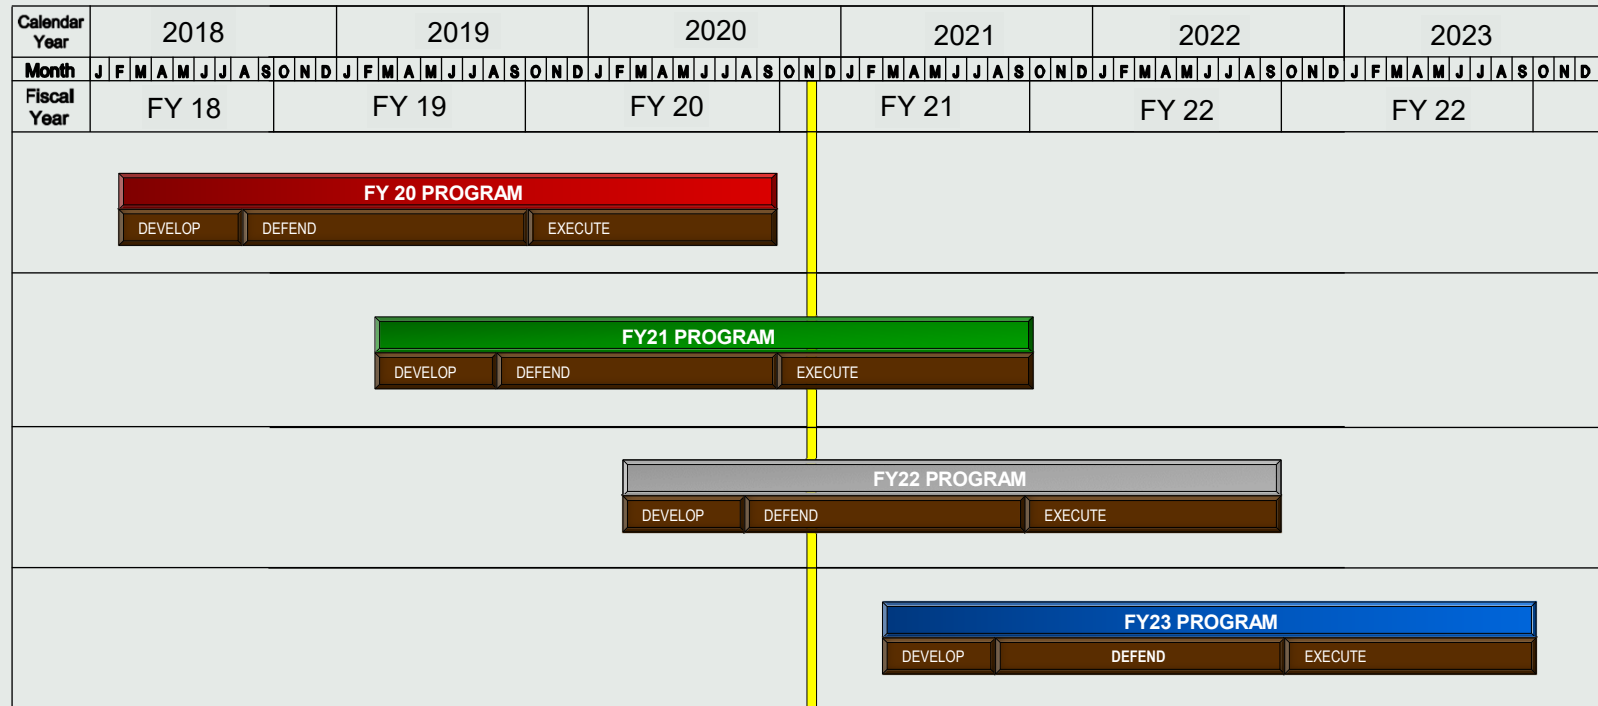 Calendar
Year
2018 2019 2020 2021 2022 2023
Month J F M A M J J A S O N D J F M A M J J A S O N D J F M A M J J A S O N D J F M A M J J A S O N D J F M A M J J A S O N D J F M A M J J A S O N D
Fiscal
Year
FY 18 FY 19 FY 20 FY 21 FY 22 FY 22
FY 20 PROGRAM
DEVELOP DEFEND EXECUTE
FY21 PROGRAM
DEVELOP DEFEND EXECUTE
FY22 PROGRAM
DEVELOP DEFEND EXECUTE
FY23 PROGRAM
DEVELOP DEFEND EXECUTE